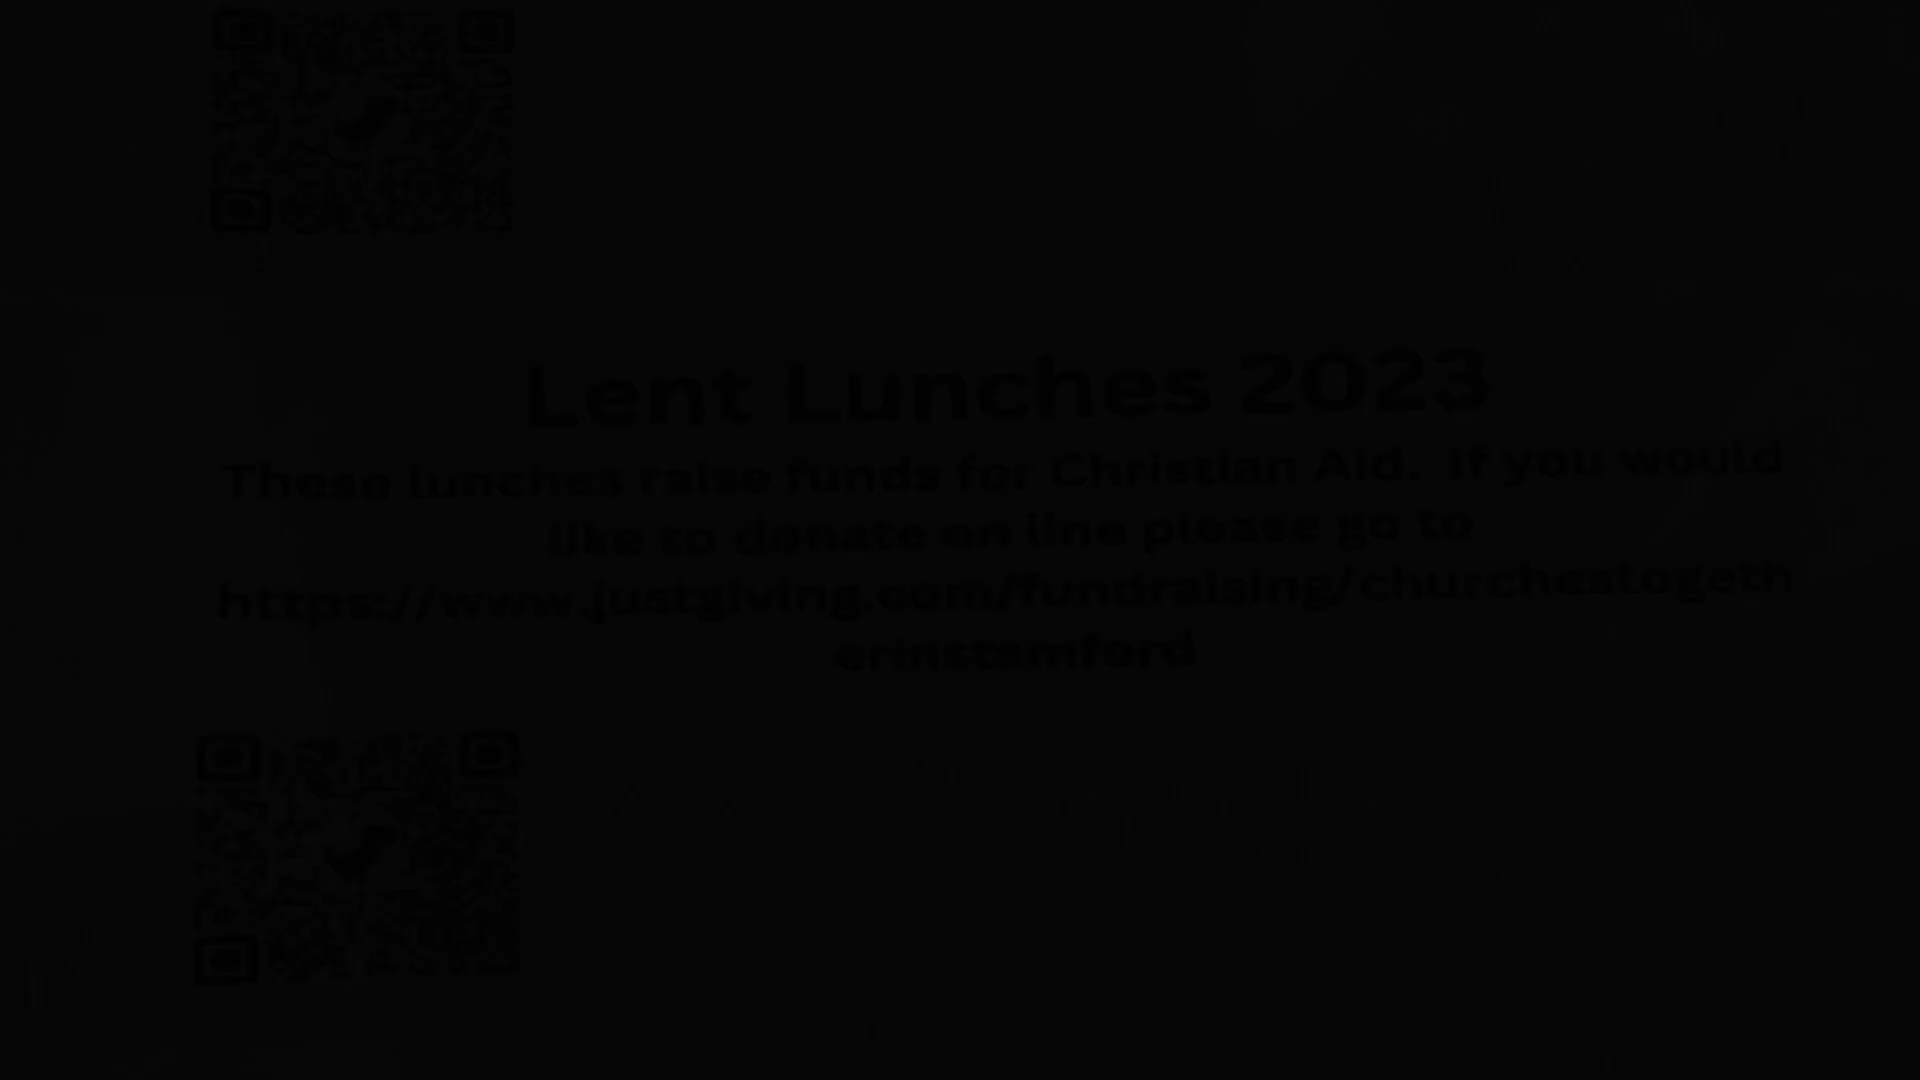 Lent Lunches 2023
These lunches raise funds for Christian Aid. If you would
like to donate on line please go to
https://www.justgiving.com/fundraising/churchestogeth
erinstamford